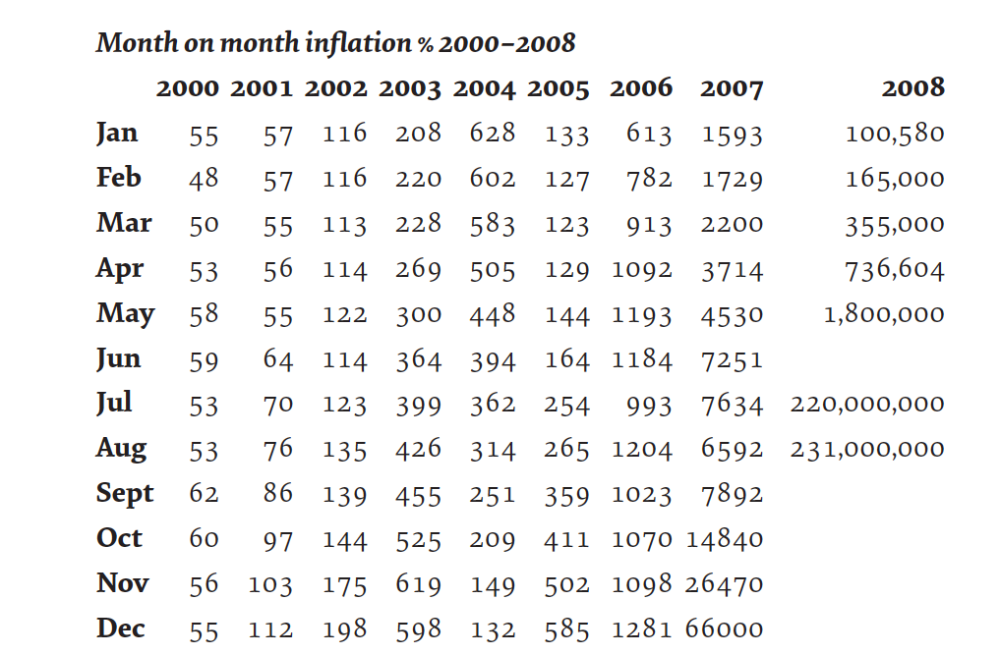 Month on month inflation % 2000–2008
2000 2001 2002 2003 2004 2005 2006 2007 2008
Jan 55 57 116 208 628 133 613 1593 100,580
Feb 48 57 116 220 602 127 782 1729 165,000
Mar 50 55 113 228 583 123 913 2200 355,000
Apr 53 56 114 269 505 129 1092 3714 736,604
May 58 55 122 300 448 144 1193 4530 1,800,000
Jun 59 64 114 364 394 164 1184 7251
Jul 53 70 123 399 362 254 993 7634 220,000,000
Aug 53 76 135 426 314 265 1204 6592 231,000,000
Sept 62 86 139 455 251 359 1023 7892
Oct 60 97 144 525 209 411 1070 14840
Nov 56 103 175 619 149 502 1098 26470
Dec 55 112 198 598 132 585 1281 66000